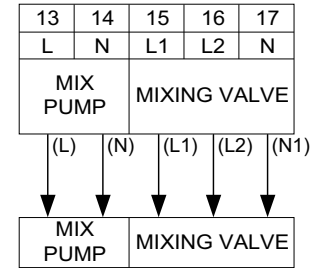 13 14 15 16 17
L N L1 L2 N
MIX
PUMP
MIXING VALVE
(L) (N) (L1) (L2) (N1)
MIX
PUMP
MIXING VALVE